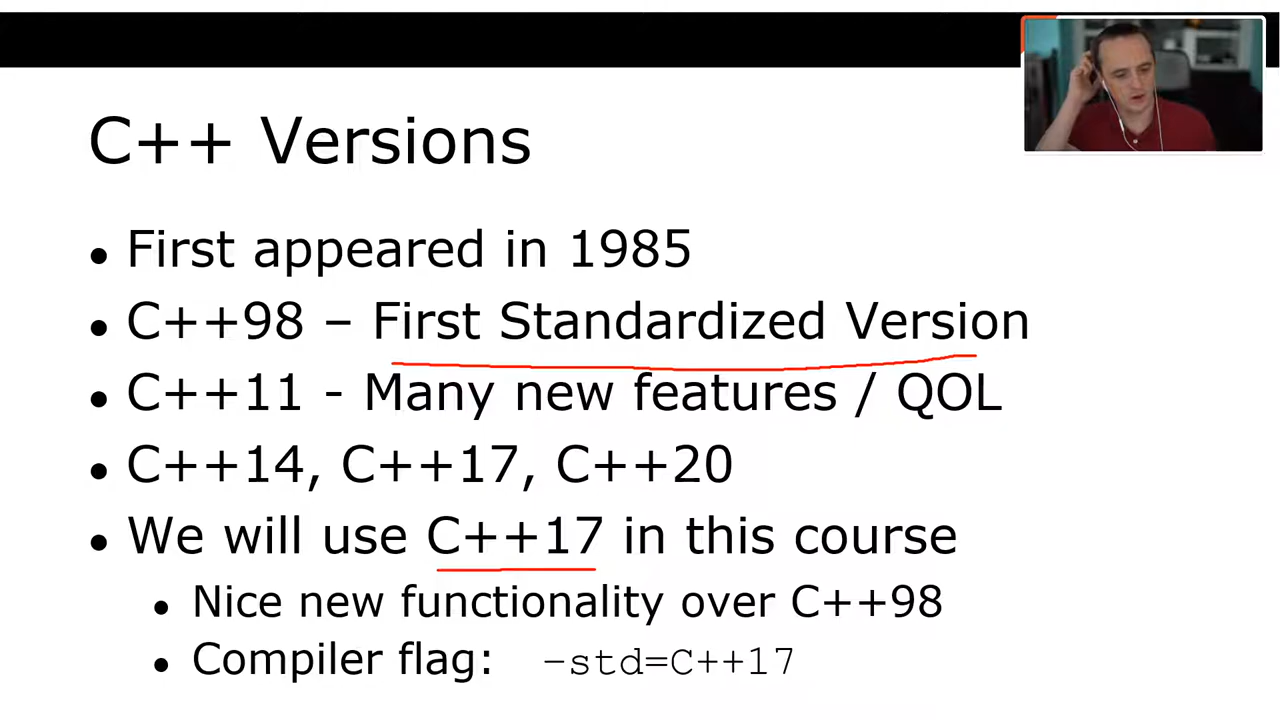 C++ Versions
• First appeared in 1985
• C++98 – First Standardized Version
• C++11 - Many new features / QOL
• C++14, C++17, C++20
• We will use C++17 in this course
• Nice new functionality over C++98
• Compiler flag: –std=C++17